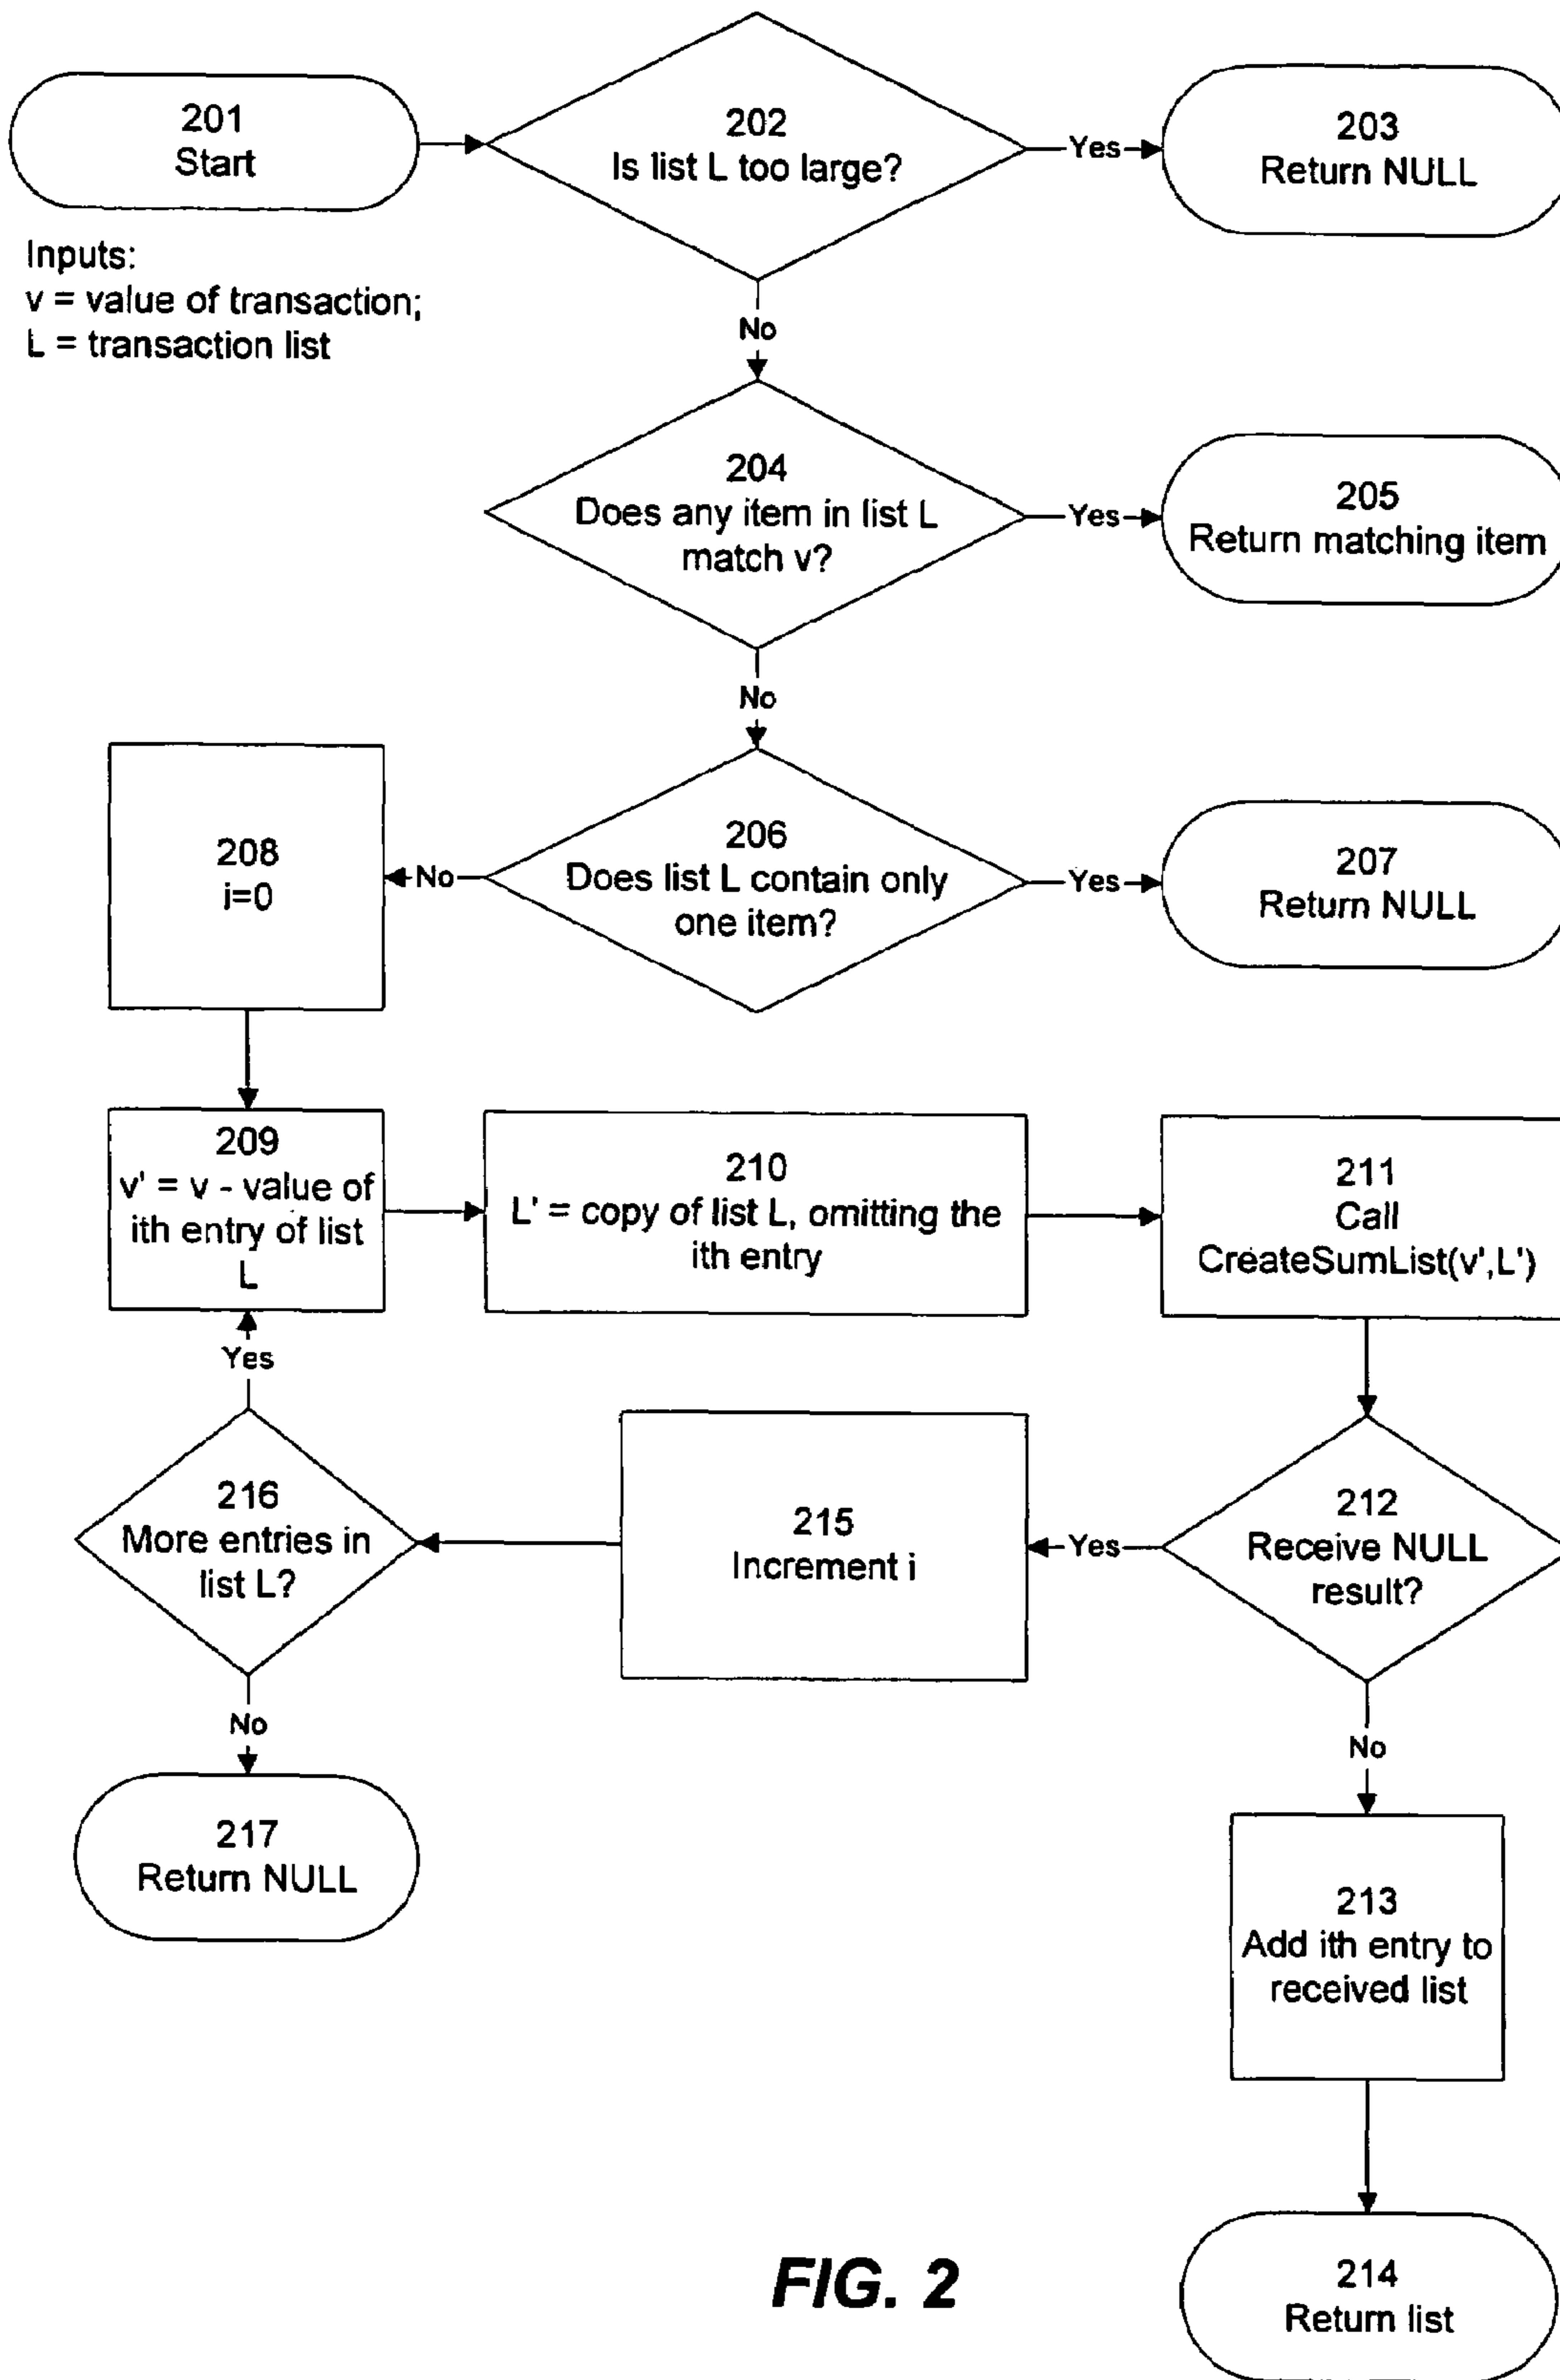 201
Start
Inputs:
v = value of transaction;
L = transaction list
202
Is list L too large?
Yes
203
Return NULL
No
204
Does any item in list L
match v?
Yes
205
Return matching item
No
206
Does list L contain only
one item?
Yes
207
Return NULL
No
208
i=0
209
v' = v - value of
ith entry of list
L
210
L' = copy of list L, omitting the
ith entry
211
Call
CreateSumList(v',L')
212
Receive NULL
result?
Yes
215
Increment i
216
More entries in
list L?
Yes
No
217
Return NULL
No
213
Add ith entry to
received list
214
Return list
FIG. 2